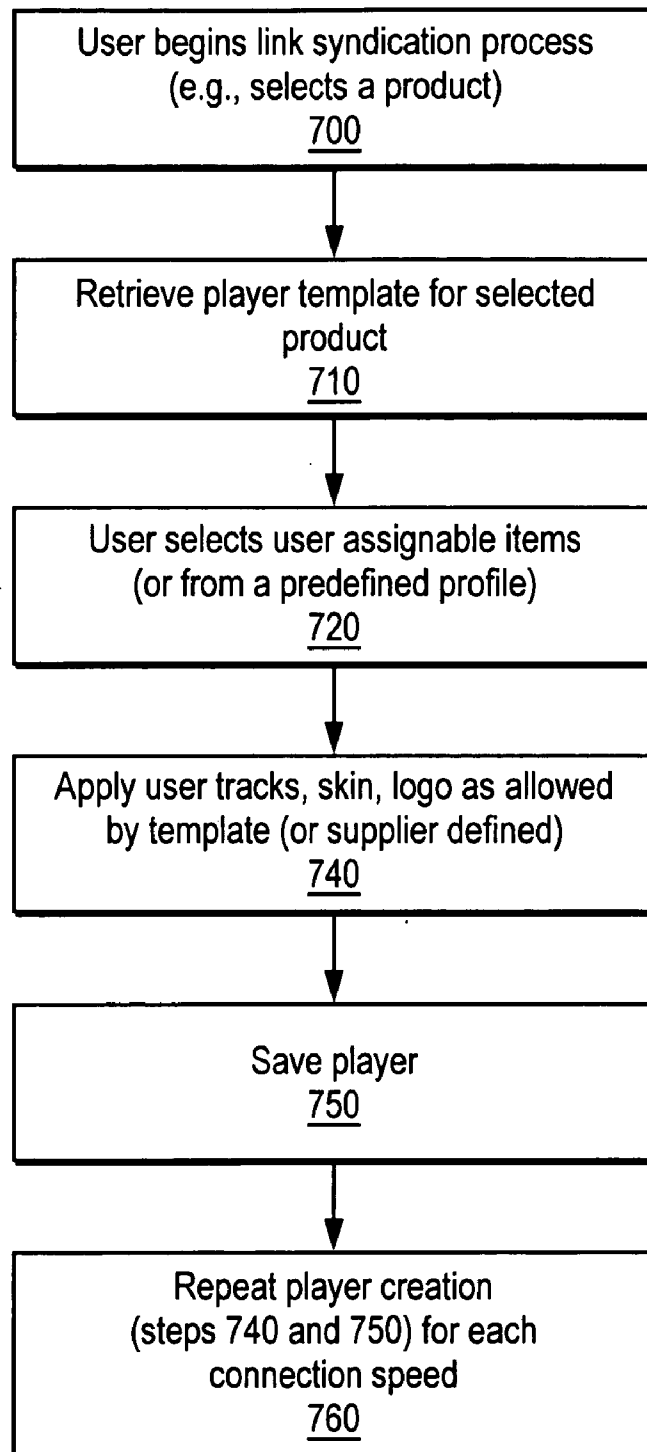 User begins link syndication process
(e.g., selects a product)
700
Retrieve player template for selected
product
710
User selects user assignable items
(or from a predefined profile)
720
Apply user tracks, skin, logo as allowed
by template (or supplier defined)
740
Save player
750
Repeat player creation
(steps 740 and 750) for each
connection speed
760